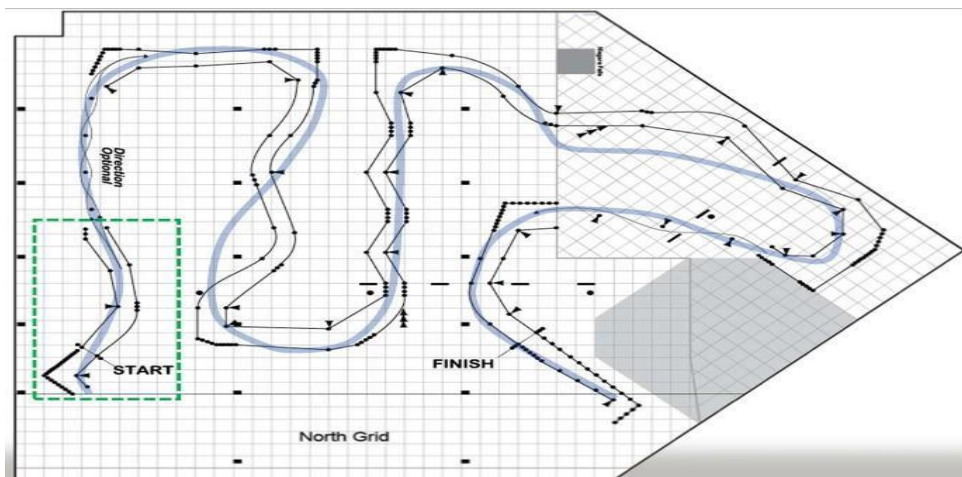 Direction
Optional
START
FINISH
North Grid